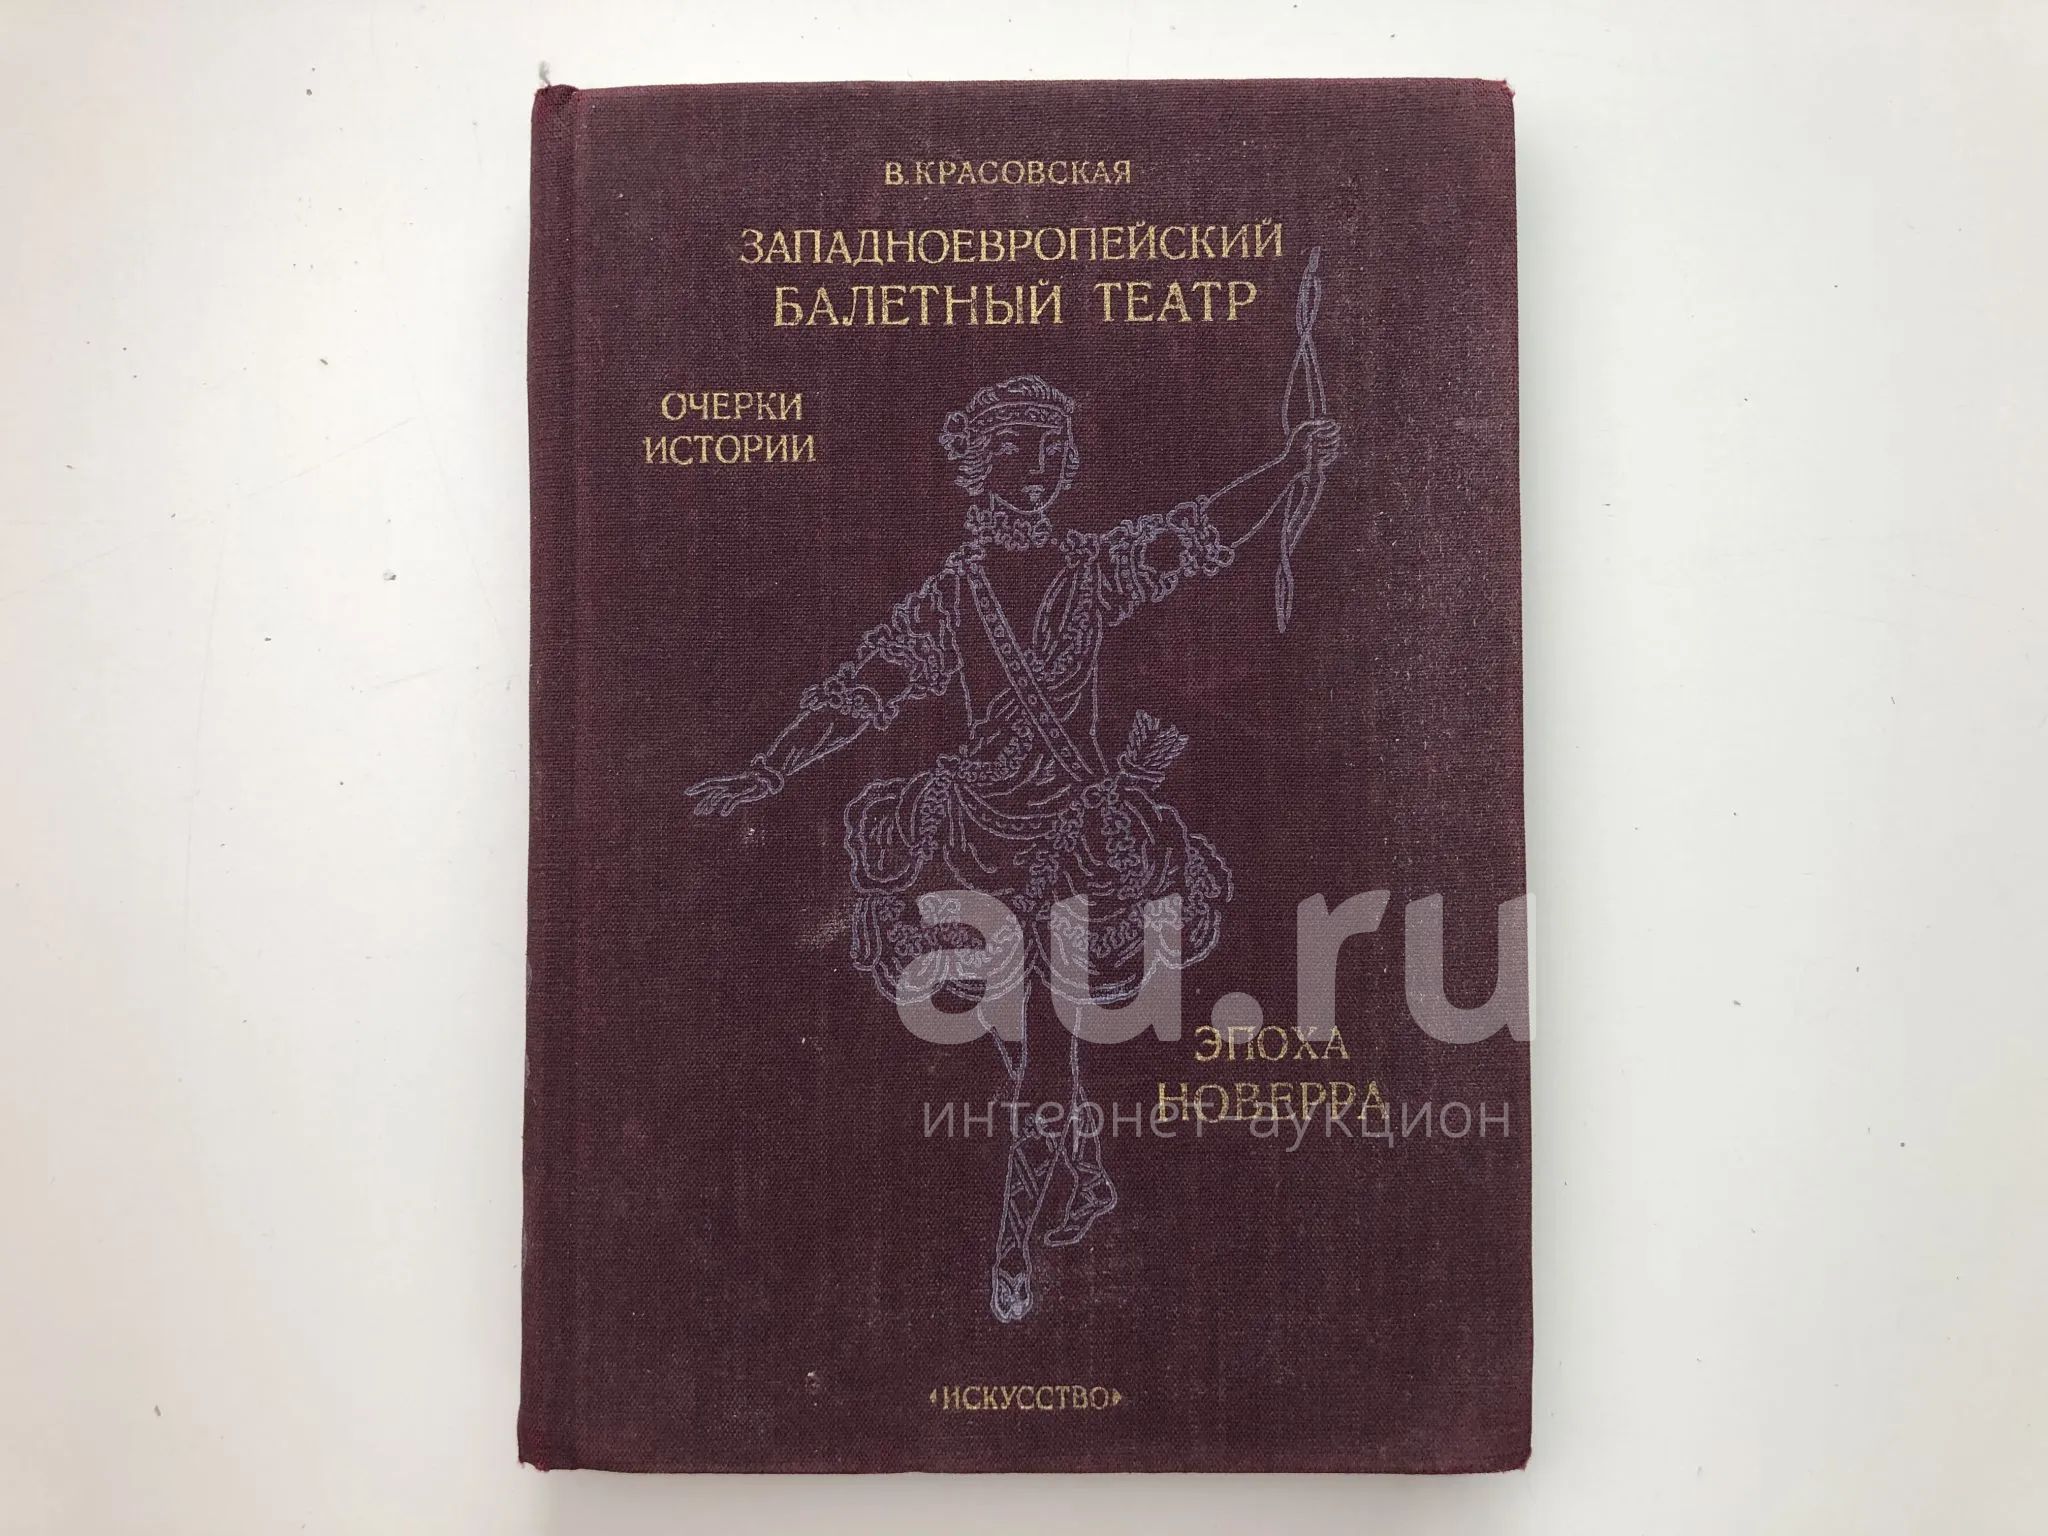 В. КРАСОВСКАЯ
ЗАПАДНОЕВРОПЕЙСКИЙ
БАЛЕТНЫЙ ТЕАТР
ОЧЕРКИ
ИСТОРИИ
au.ru
ЭПОХА
НОВЕРРА
интернет-аукцион
«ИСКУССТВО»